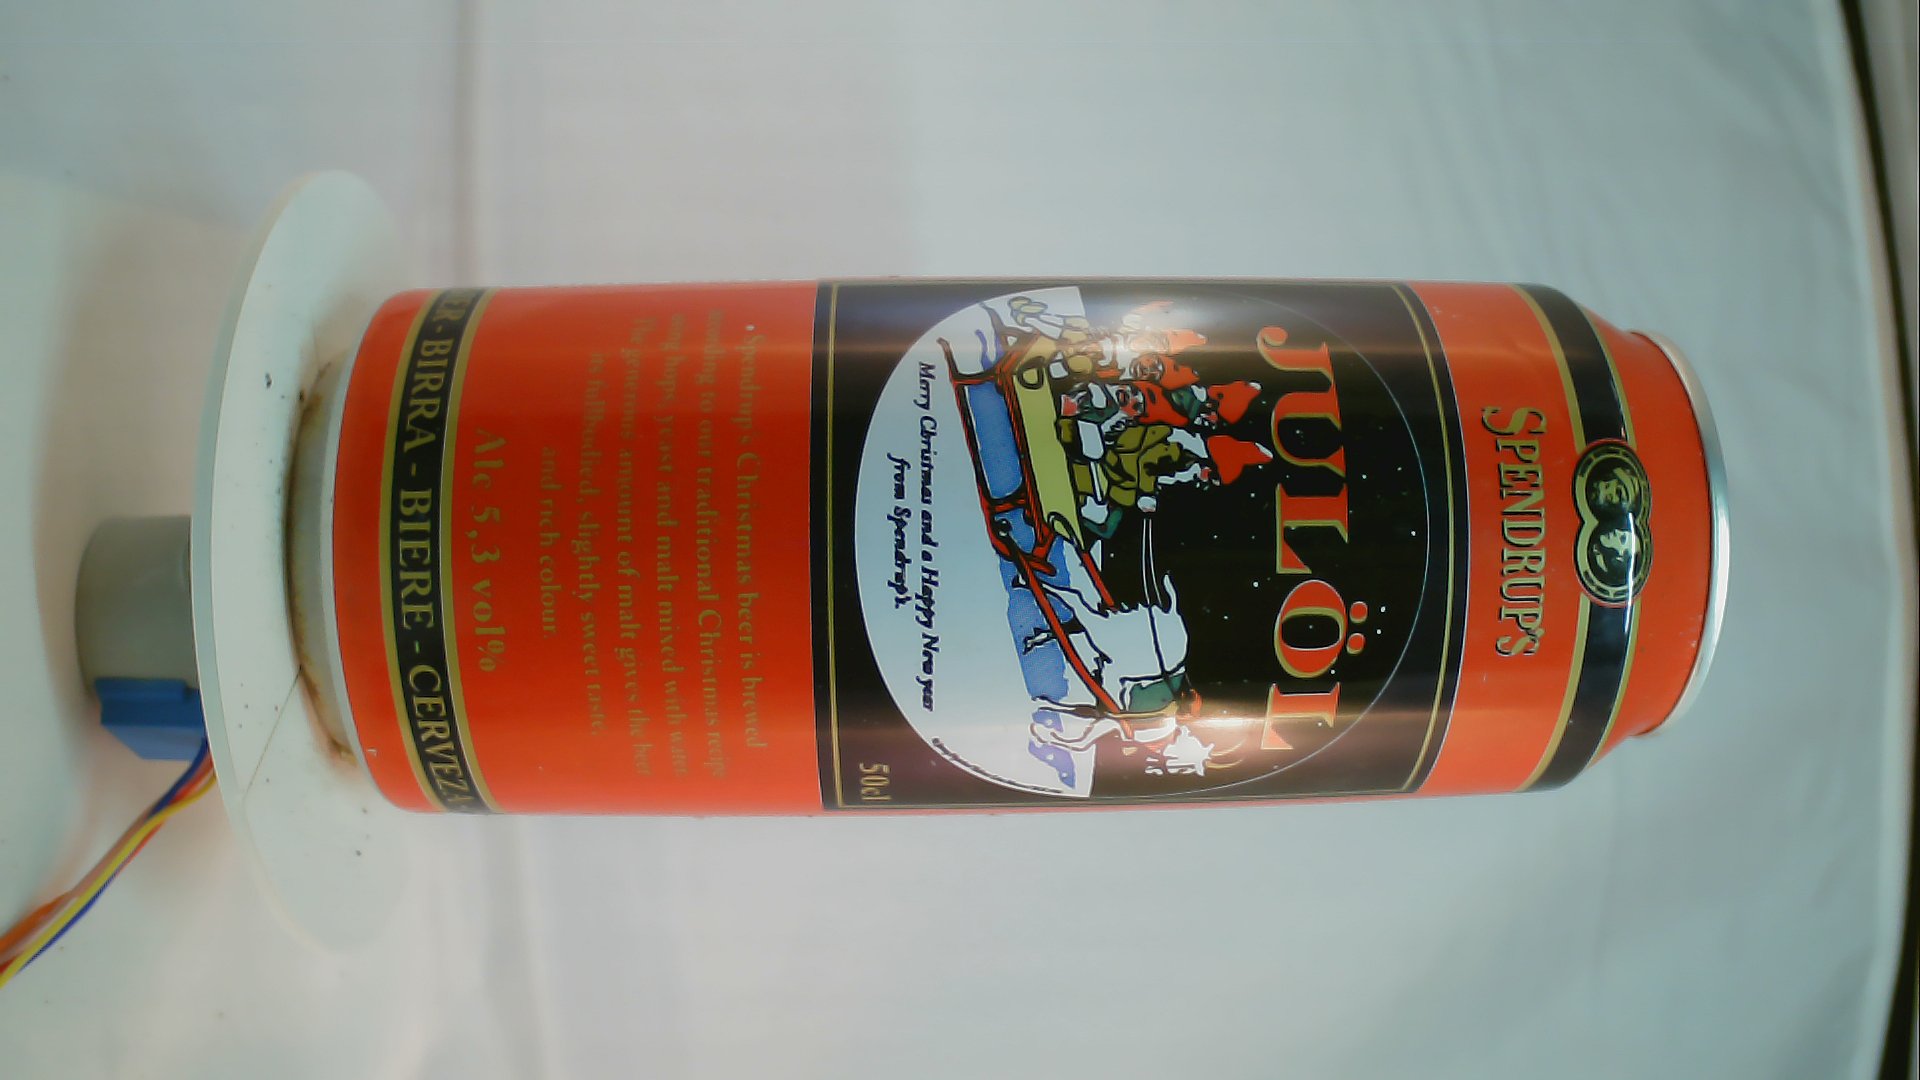 SPENDRUP'S
JULÖL
Merry Christmas and a Happy New year
from Spendrup's.
50cl
• Spendrup's Christmas beer is brewed
according to our traditional Christmas recipe
using hops, yeast and malt mixed with water.
The generous amount of malt gives the beer
its fullbodied, slightly sweet taste,
and rich colour.
Ale 5,3 vol%
BIRRA - BIERE - CERVEZA